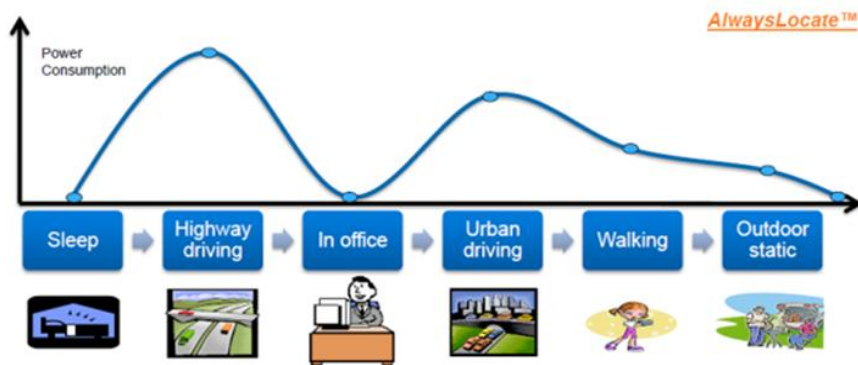 AlwaysLocate™
Power
Consumption
Sleep
Highway
driving
In office
Urban
driving
Walking
Outdoor
static